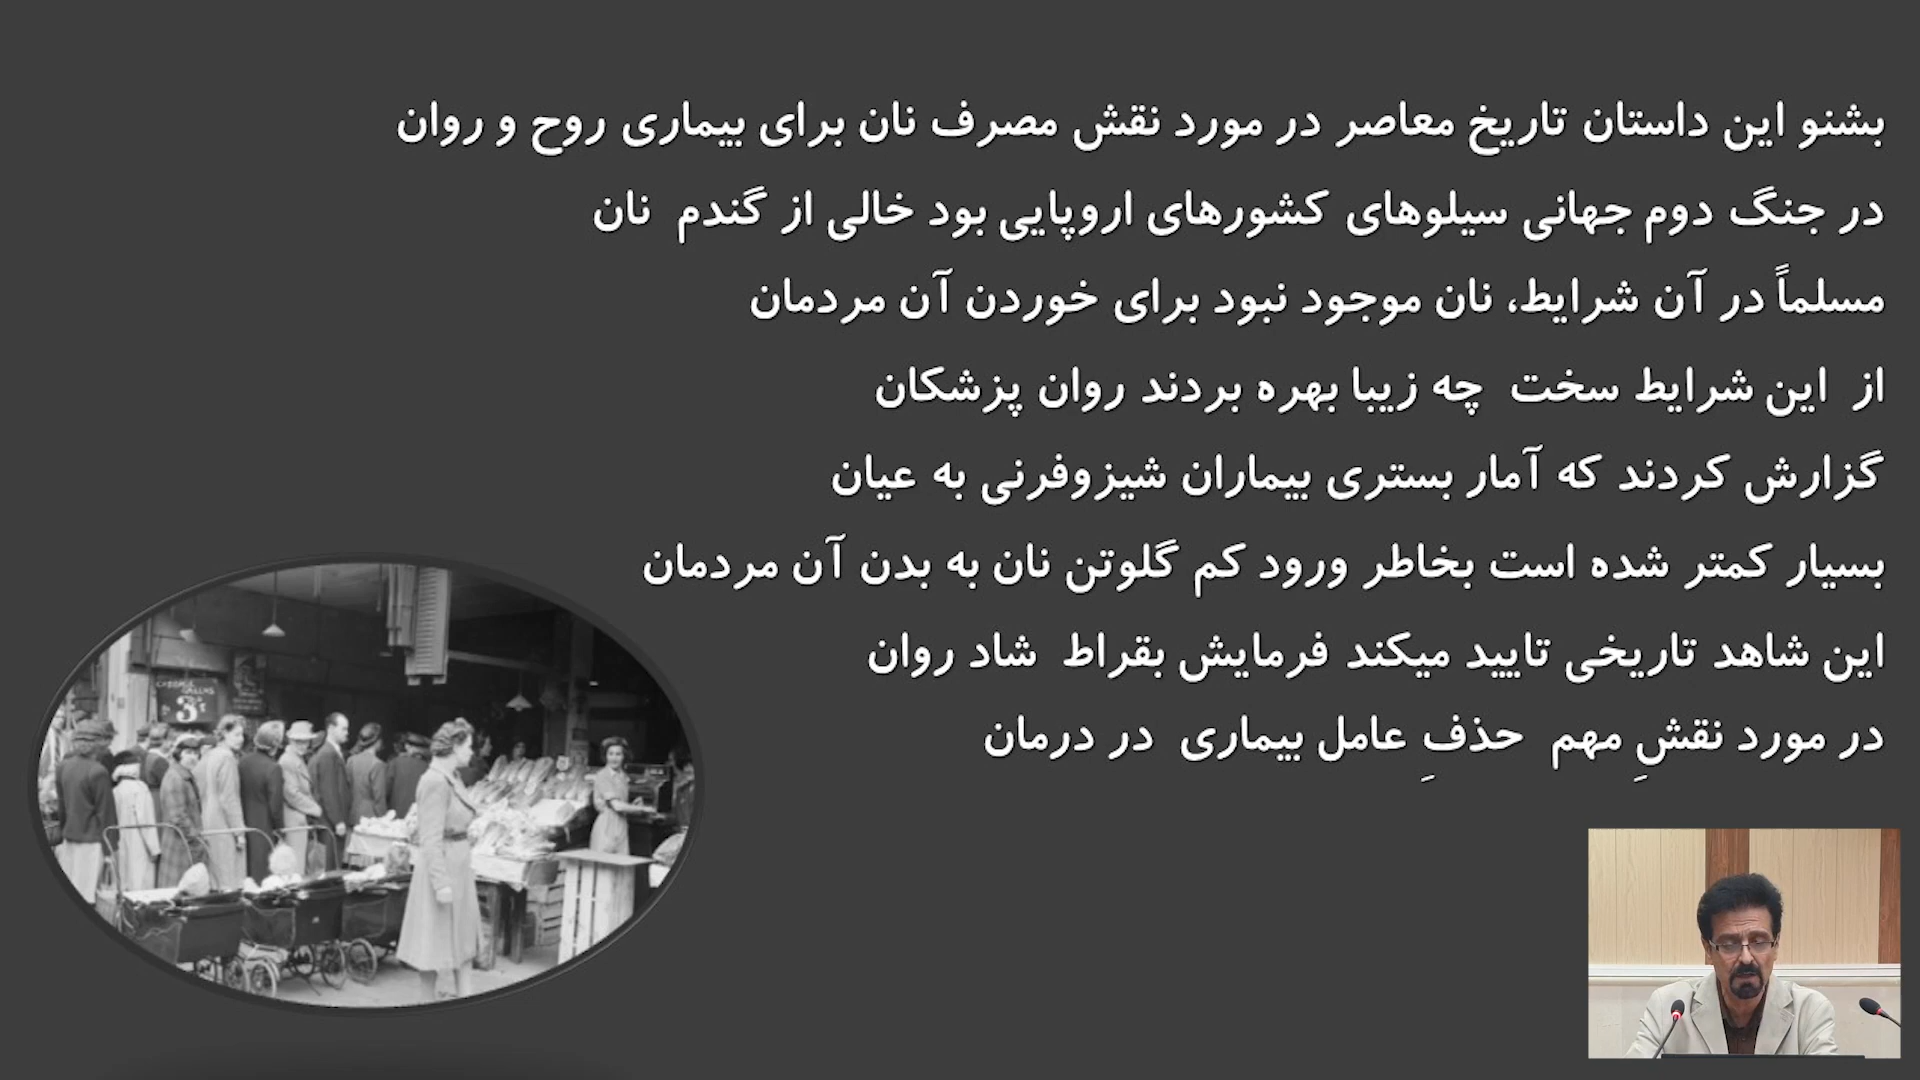 بشنو این داستان تاریخ معاصر در مورد نقش مصرف نان برای بیماری روح و روان
در جنگ دوم جهانی سیلوهای کشورهای اروپایی بود خالی از گندم نان
مسلماً در آن شرایط، نان موجود نبود برای خوردن آن مردمان
از این شرایط سخت چه زیبا بهره بردند روان پزشکان
گزارش کردند که آمار بستری بیماران شیزوفرنی به عیان
بسیار کمتر شده است بخاطر ورود کم گلوتن نان به بدن آن مردمان
این شاهد تاریخی تایید میکند فرمایش بقراط شاد روان
در مورد نقشِ مهم حذفِ عامل بیماری در درمان
3